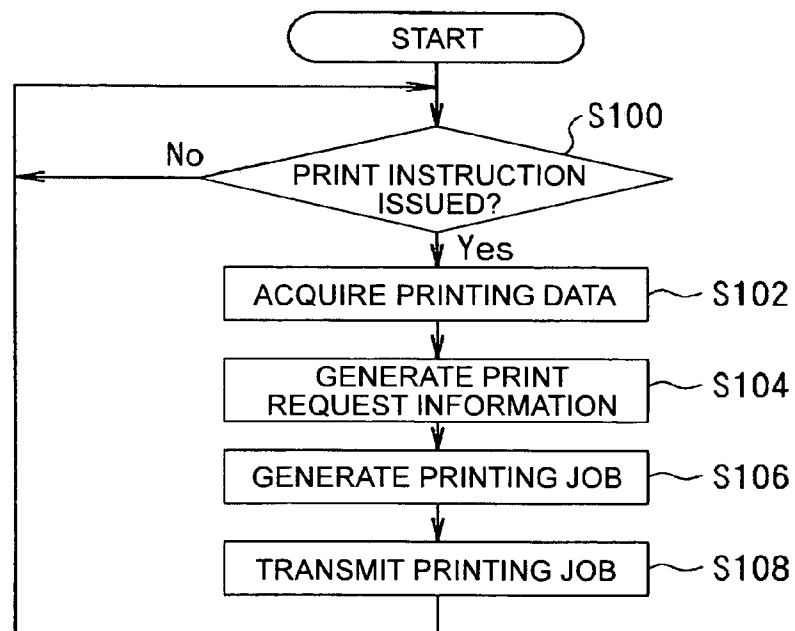 START
S100
No
PRINT INSTRUCTION
ISSUED?
Yes
ACQUIRE PRINTING DATA
S102
GENERATE PRINT
REQUEST INFORMATION
S104
GENERATE PRINTING JOB
S106
TRANSMIT PRINTING JOB
S108